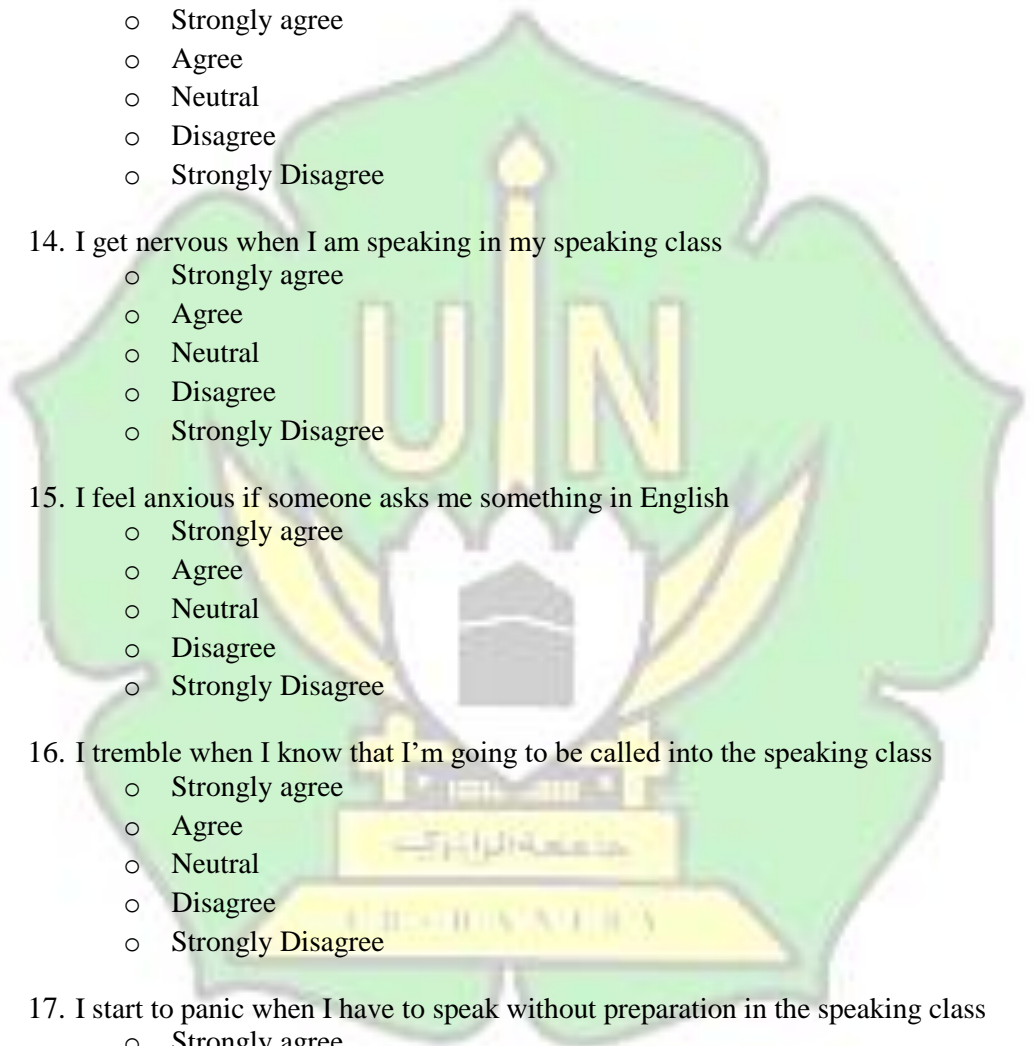 o Strongly agree
o Agree
o Neutral
o Disagree
o Strongly Disagree
14. I get nervous when I am speaking in my speaking class
o Strongly agree
o Agree
o Neutral
o Disagree
o Strongly Disagree
15. I feel anxious if someone asks me something in English
o Strongly agree
o Agree
o Neutral
o Disagree
o Strongly Disagree
16. I tremble when I know that I’m going to be called into the speaking class
o Strongly agree
o Agree
o Neutral
o Disagree
o Strongly Disagree
17. I start to panic when I have to speak without preparation in the speaking class
o Strongly agree
UIN